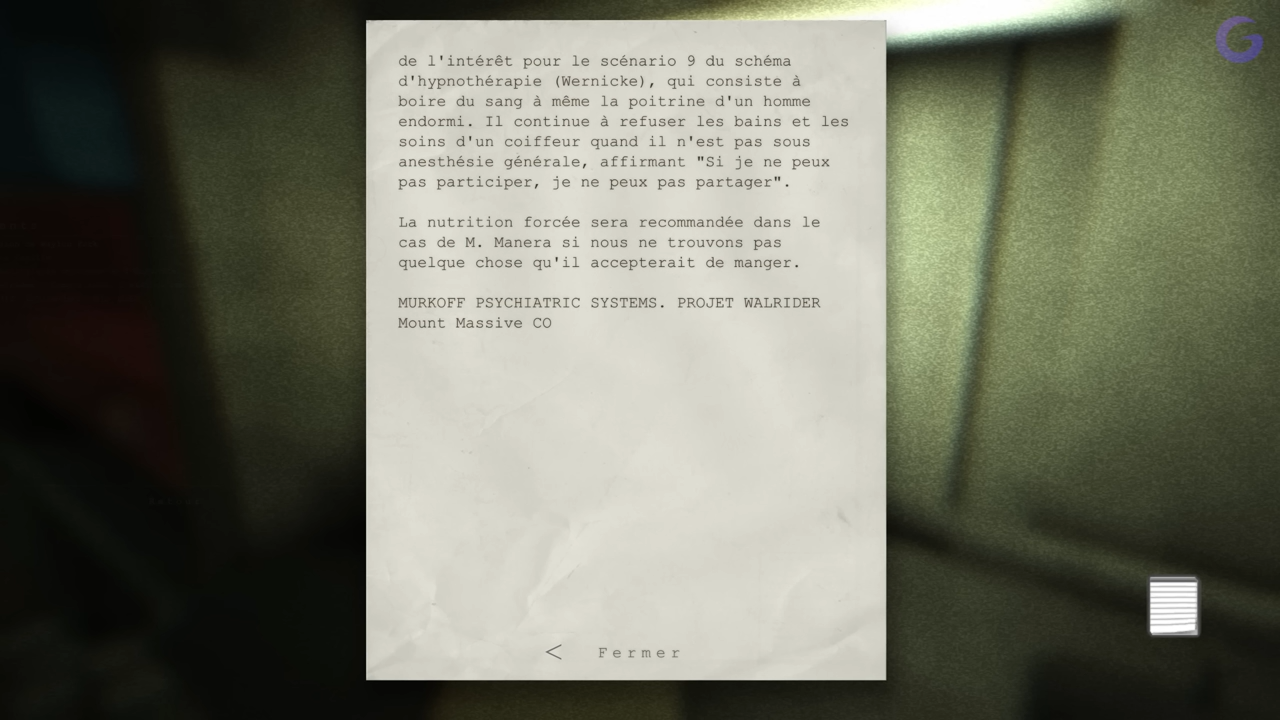 de l'intérêt pour le scénario 9 du schéma
d'hypnothérapie (Wernicke), qui consiste à
boire du sang à même la poitrine d'un homme
endormi. Il continue à refuser les bains et les
soins d'un coiffeur quand il n'est pas sous
anesthésie générale, affirmant "Si je ne peux
pas participer, je ne peux pas partager".
La nutrition forcée sera recommandée dans le
cas de M. Manera si nous ne trouvons pas
quelque chose qu'il accepterait de manger.
MURKOFF PSYCHIATRIC SYSTEMS. PROJET WALRIDER
Mount Massive CO
< Fermer
G